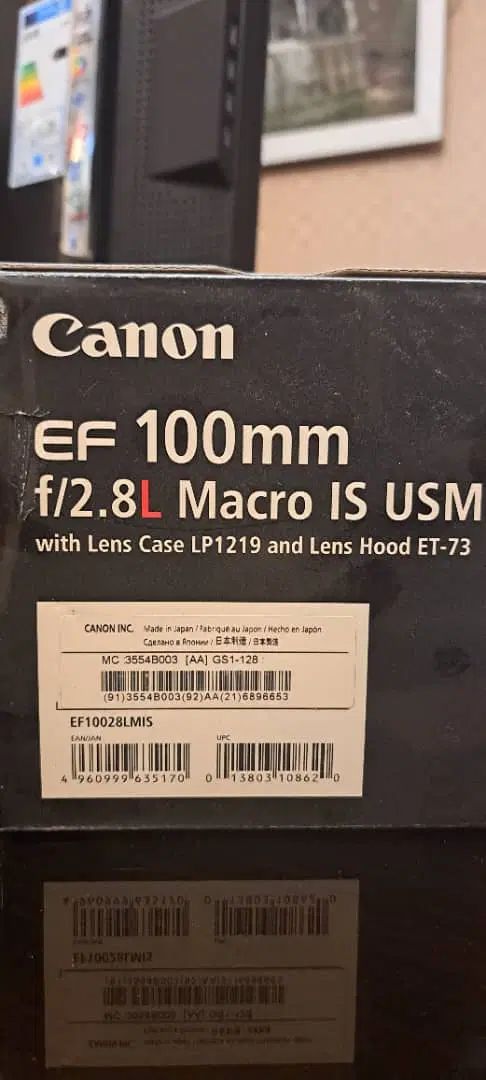 Canon
EF 100mm
f/2.8L Macro IS USM
with Lens Case LP1219 and Lens Hood ET-73
CANON INC. Made in Japan / Fabriqué au Japon / Hecho en Japón
Сделано в Японии / 日本制造 / 日本製造
MC :3554B003 [AA] GS1-128 :
(91)3554B003(92)AA(21)6896653
EF10028LMIS
EAN/JAN UPC
4 960999 635170 0 13803 10862 0